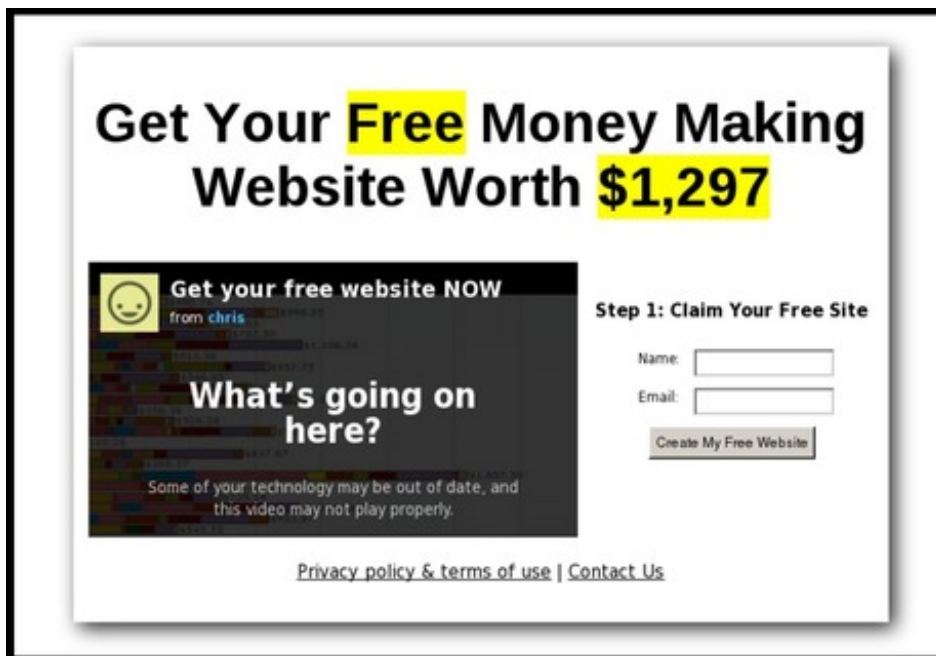 Get Your Free Money Making
Website Worth $1,297
Get your free website NOW
from chris
What's going on
here?
Some of your technology may be out of date, and
this video may not play properly.
Step 1: Claim Your Free Site
Name:
Email:
Create My Free Website
Privacy policy & terms of use | Contact Us